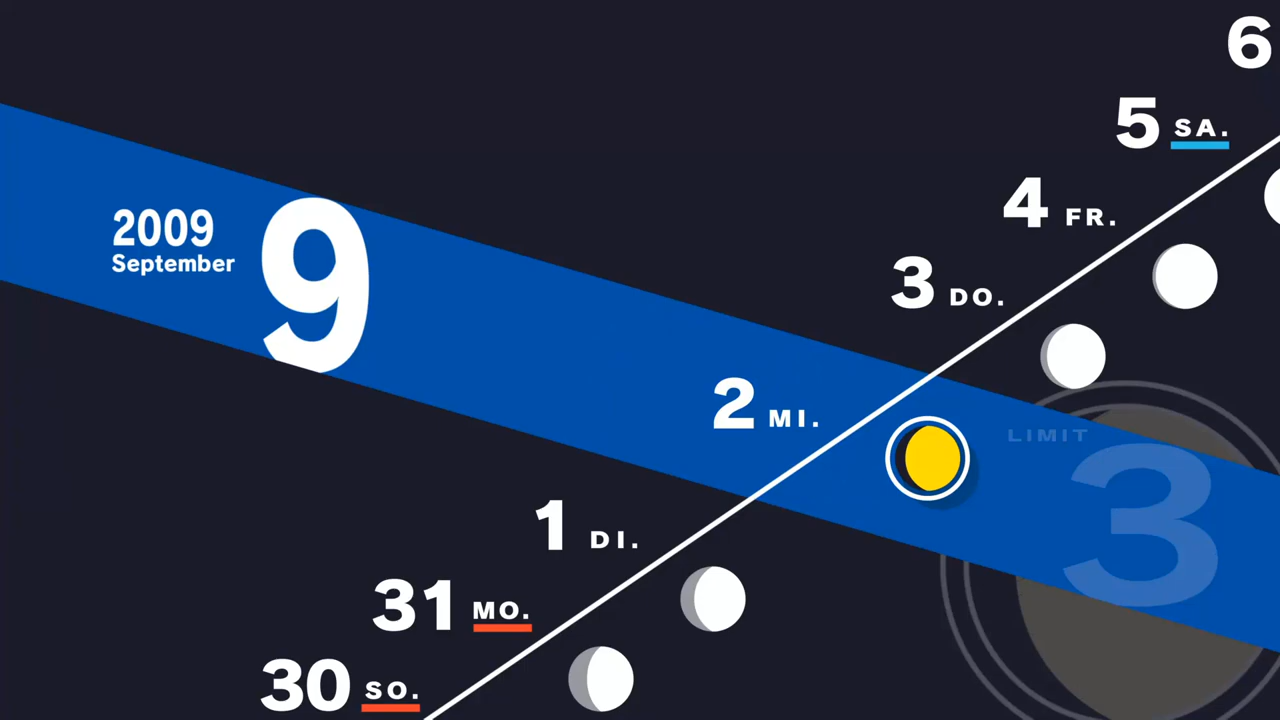 6
5 SA.
4 FR.
2009
September
9
3 DO.
2 MI.
LIMIT
3
1 DI.
31 MO.
30 SO.